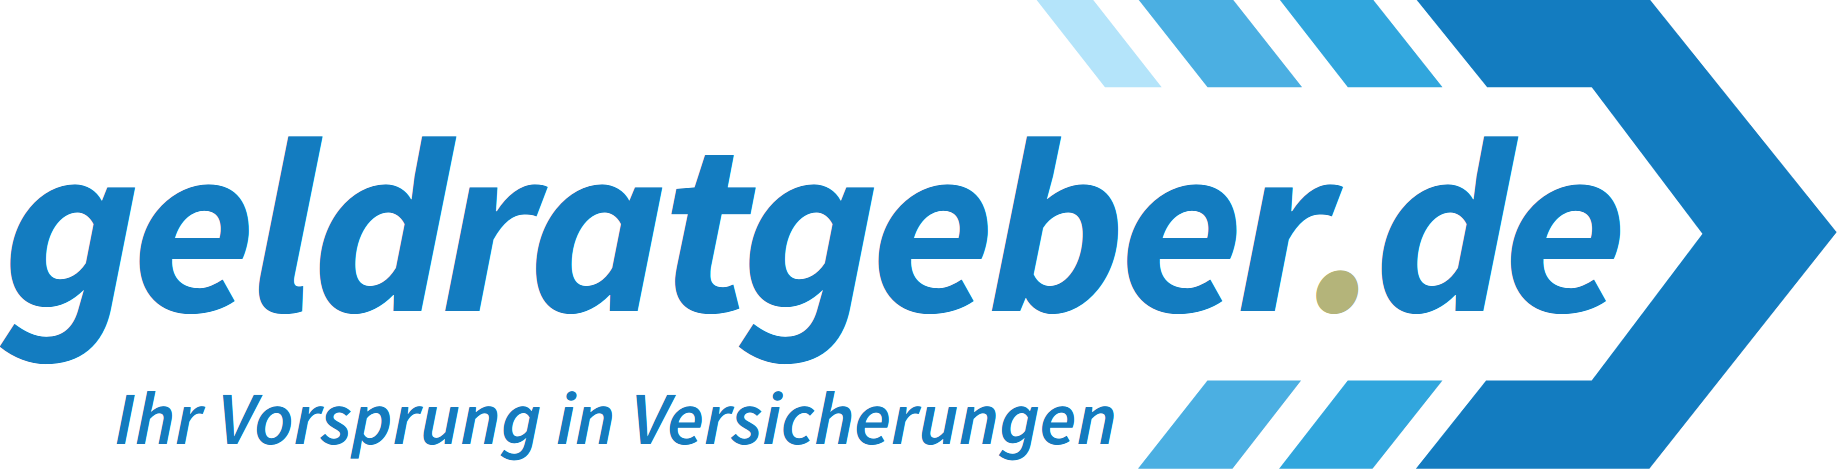 geldratgeber.de
Ihr Vorsprung in Versicherungen